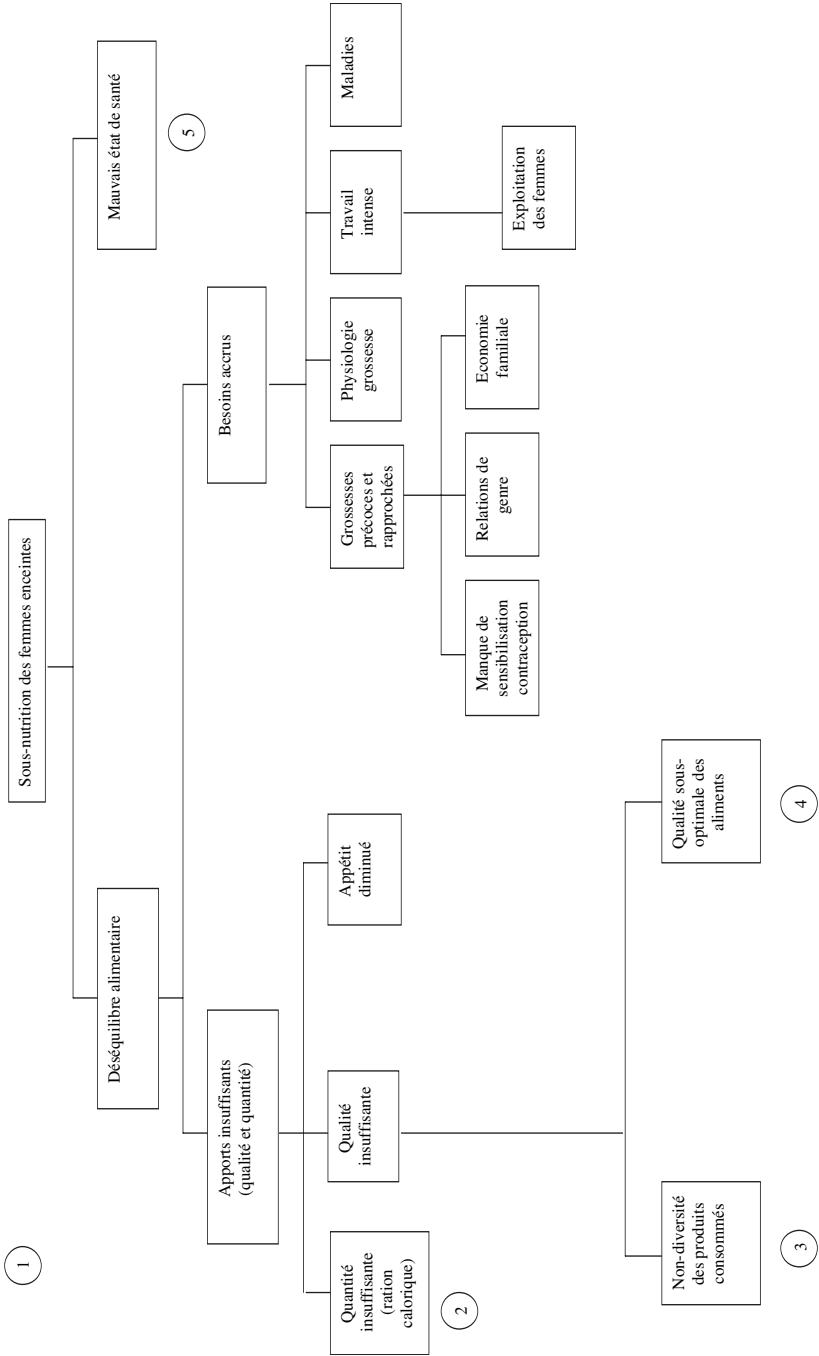 1
Sous-nutrition des femmes enceintes
Déséquilibre alimentaire
Mauvais état de santé
5
Apports insuffisants
(qualité et quantité)
Besoins accrus
Quantité
insuffisante
(ration
calorique)
2
Qualité
insuffisante
Appétit
diminué
Grossesses
précoces et
rapprochées
Physiologie
grossesse
Travail
intense
Maladies
Manque de
sensibilisation
contraception
Relations de
genre
Economie
familiale
Exploitation
des femmes
Non-diversité
des produits
consommés
3
Qualité sous-
optimale des
aliments
4